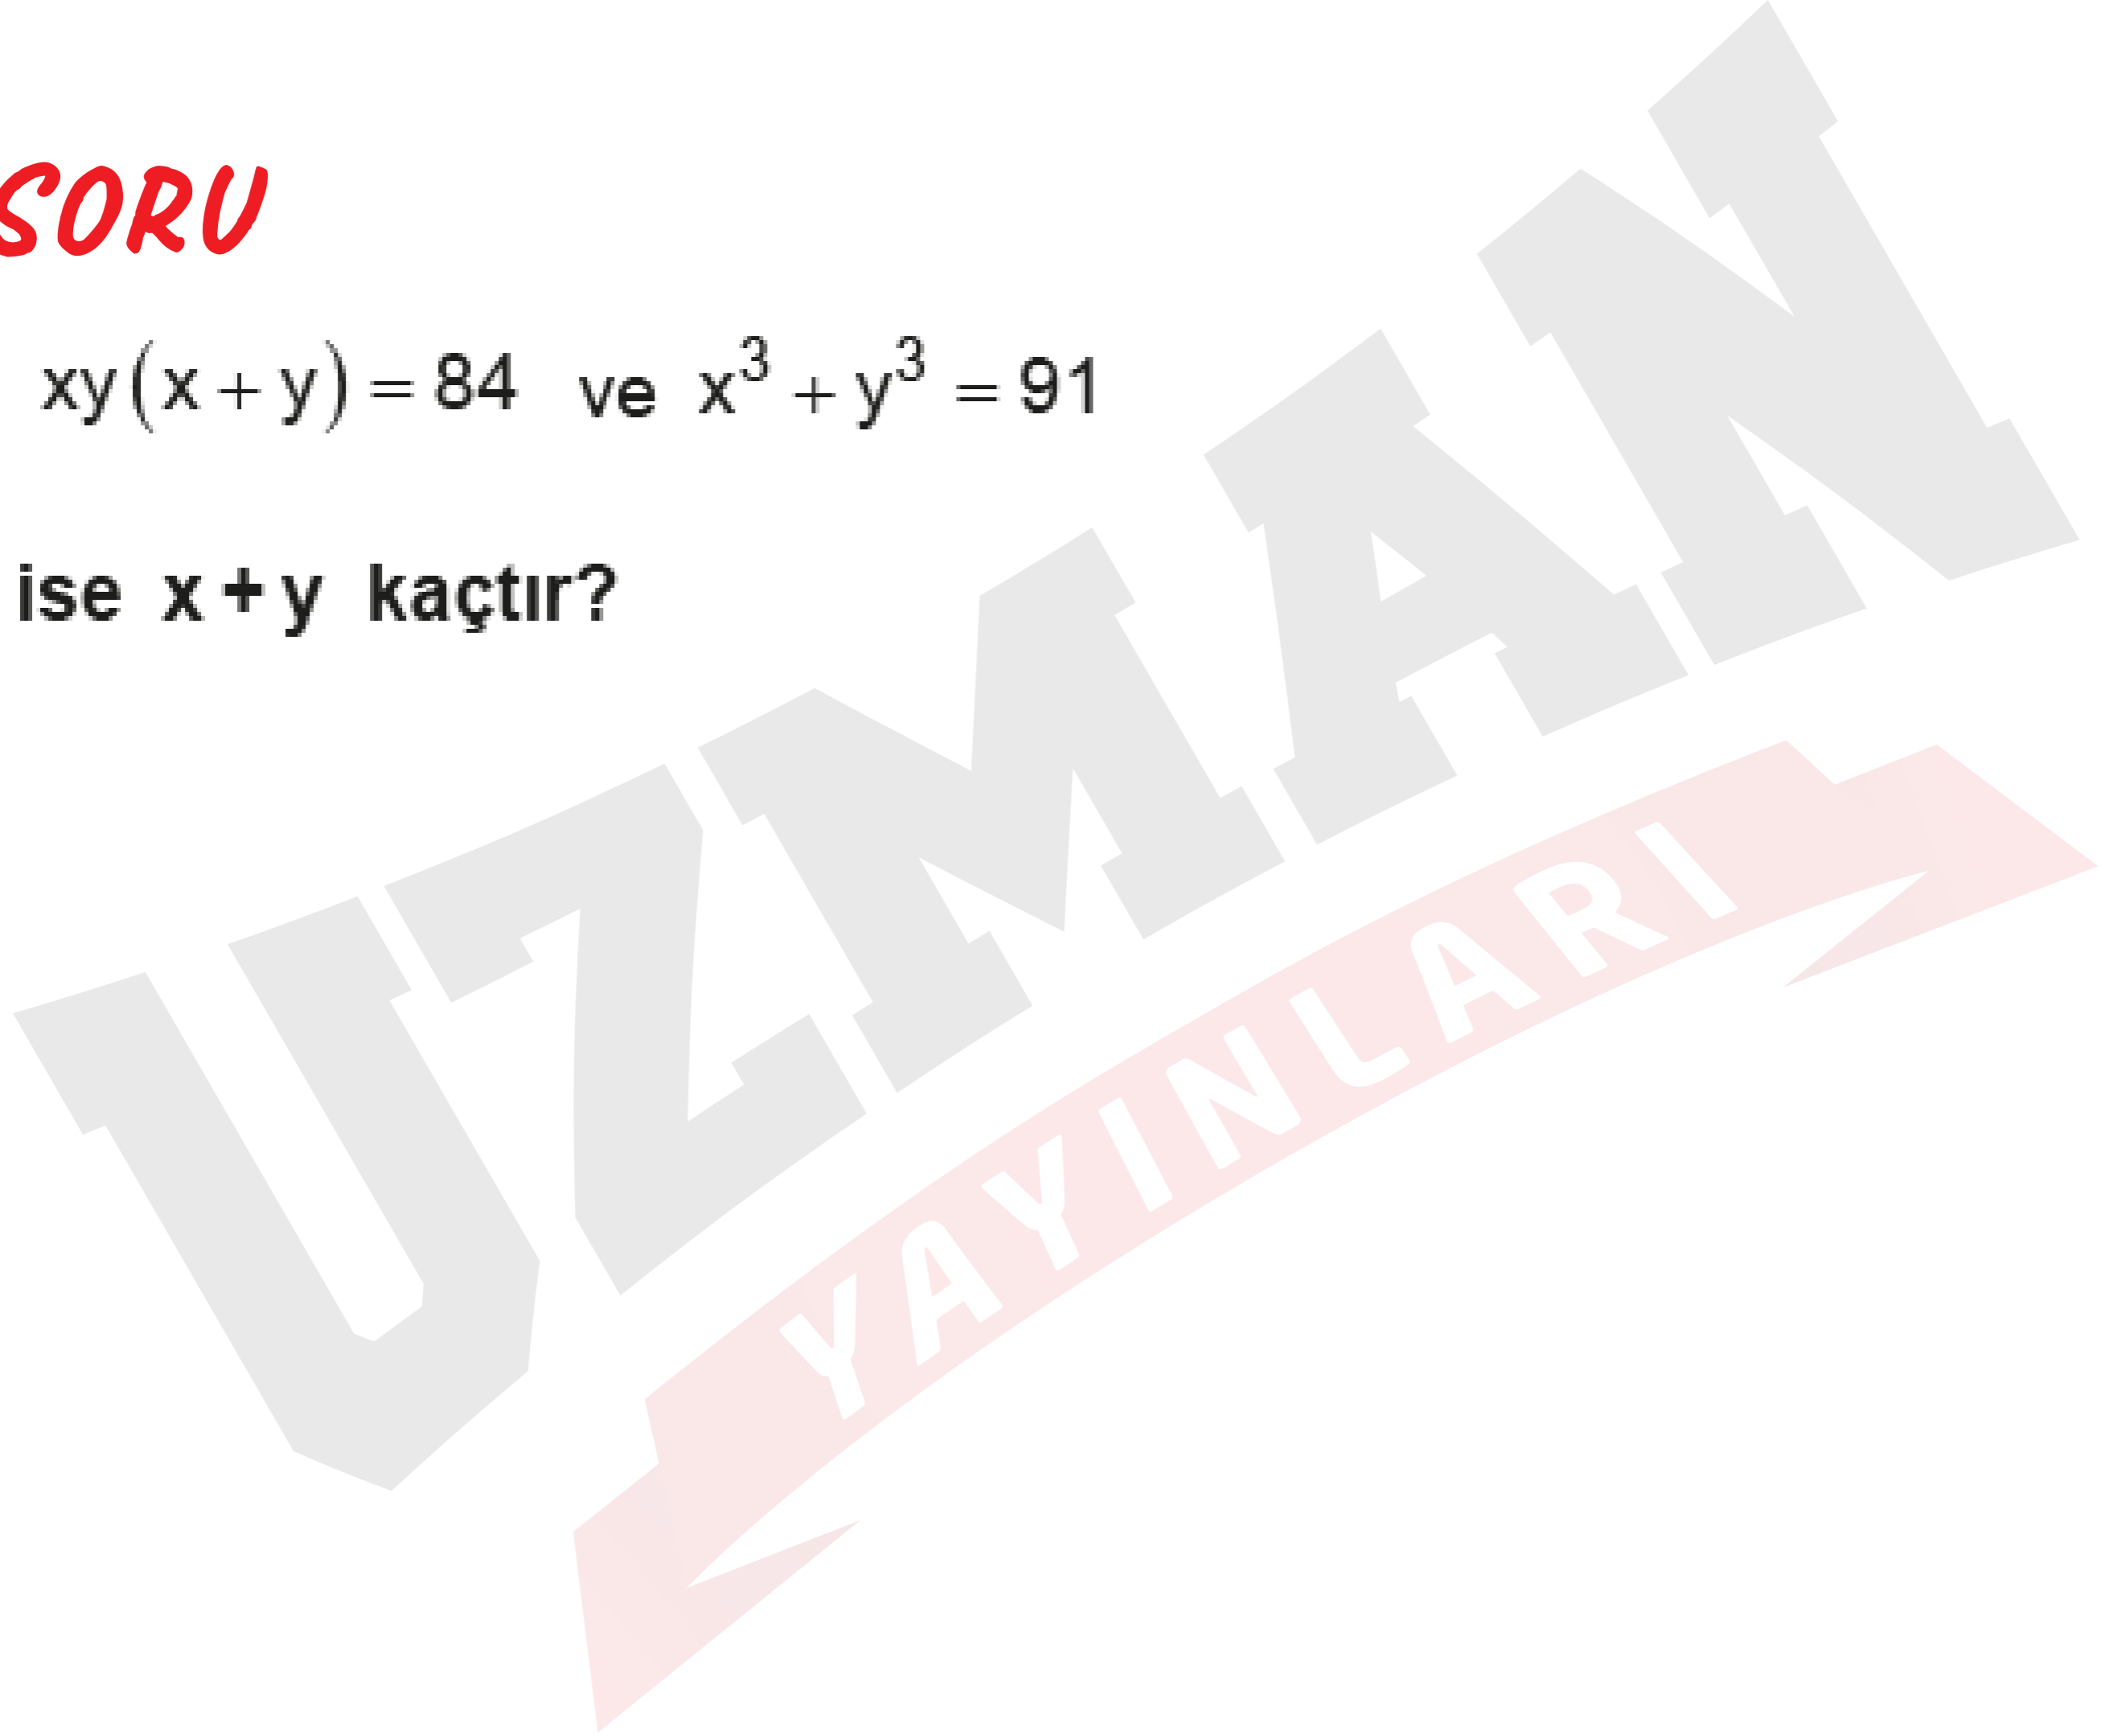 SORU
xy(x + y) = 84 ve x³ + y³ = 91
ise x + y kaçtır?
UZMAN
YAYINLARI